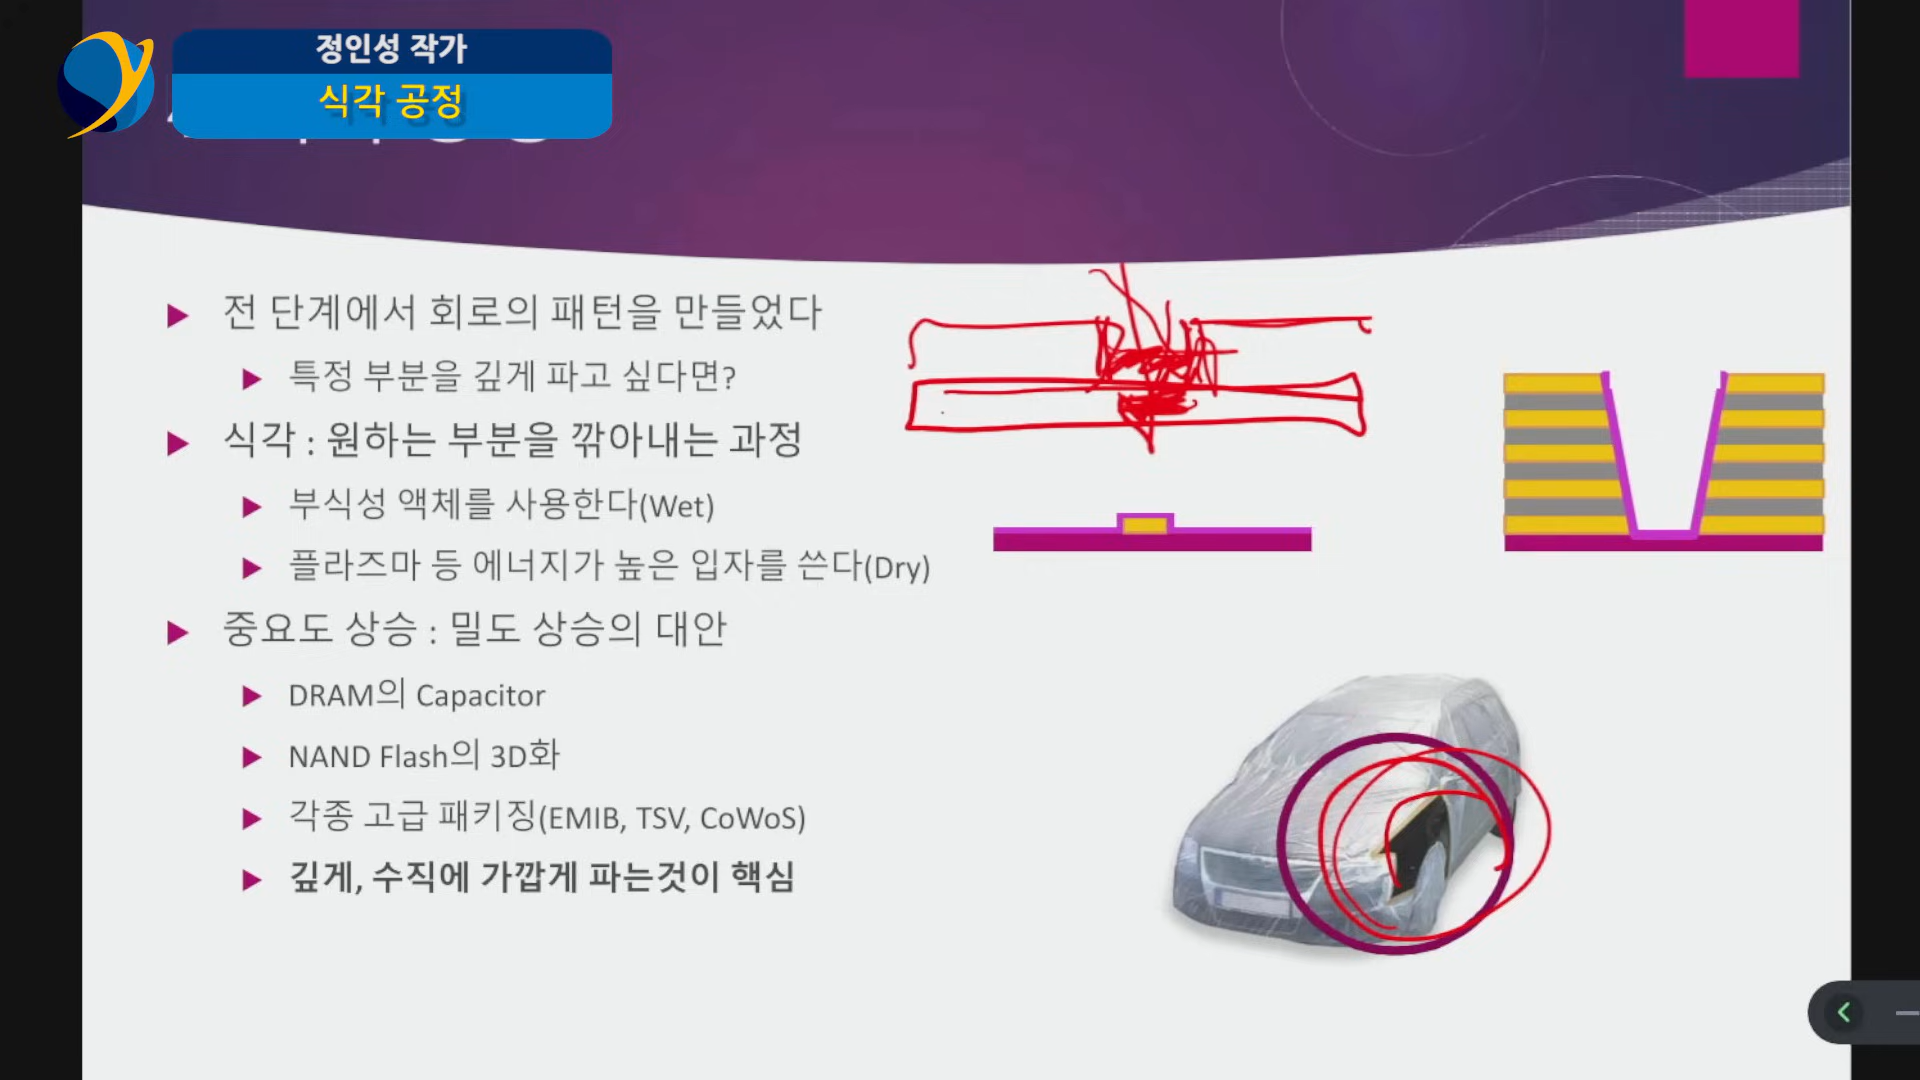 정인성 작가
식각 공정
전 단계에서 회로의 패턴을 만들었다
특정 부분을 깊게 파고 싶다면?
식각 : 원하는 부분을 깎아내는 과정
부식성 액체를 사용한다(Wet)
플라즈마 등 에너지가 높은 입자를 쓴다(Dry)
중요도 상승 : 밀도 상승의 대안
DRAM의 Capacitor
NAND Flash의 3D화
각종 고급 패키징(EMIB, TSV, CoWoS)
깊게, 수직에 가깝게 파는것이 핵심